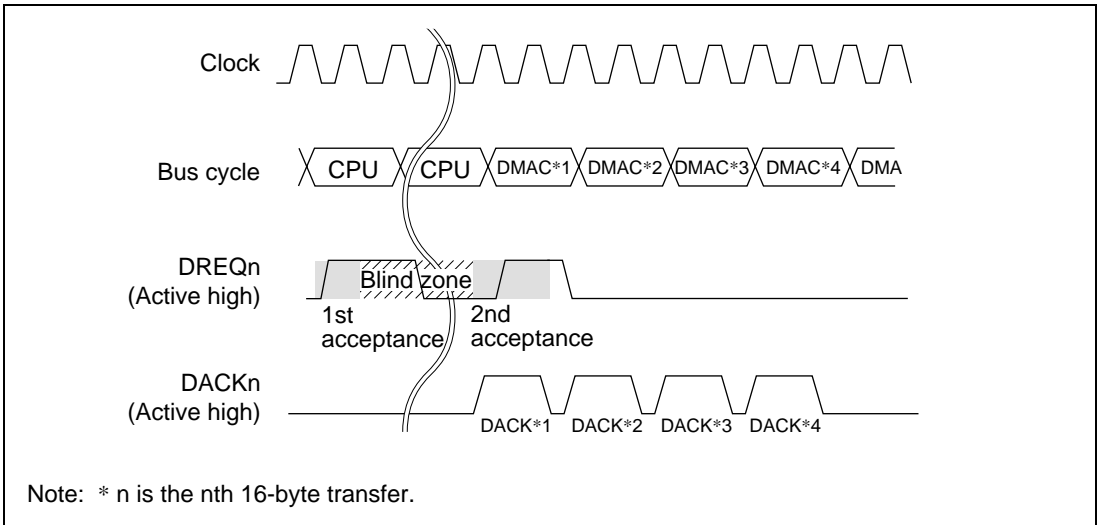 Clock
Bus cycle
CPU CPU DMAC*1 DMAC*2 DMAC*3 DMAC*4 DMA
DREQn
(Active high)
Blind zone
1st
acceptance
2nd
acceptance
DACKn
(Active high)
DACK*1 DACK*2 DACK*3 DACK*4
Note: * n is the nth 16-byte transfer.